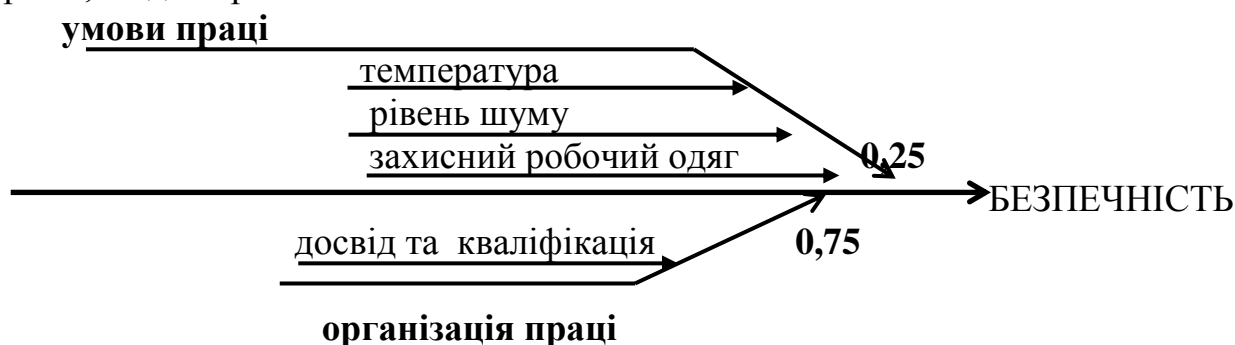 умови праці
температура
рівень шуму
захисний робочий одяг
0,25
БЕЗПЕЧНІСТЬ
досвід та кваліфікація
0,75
організація праці